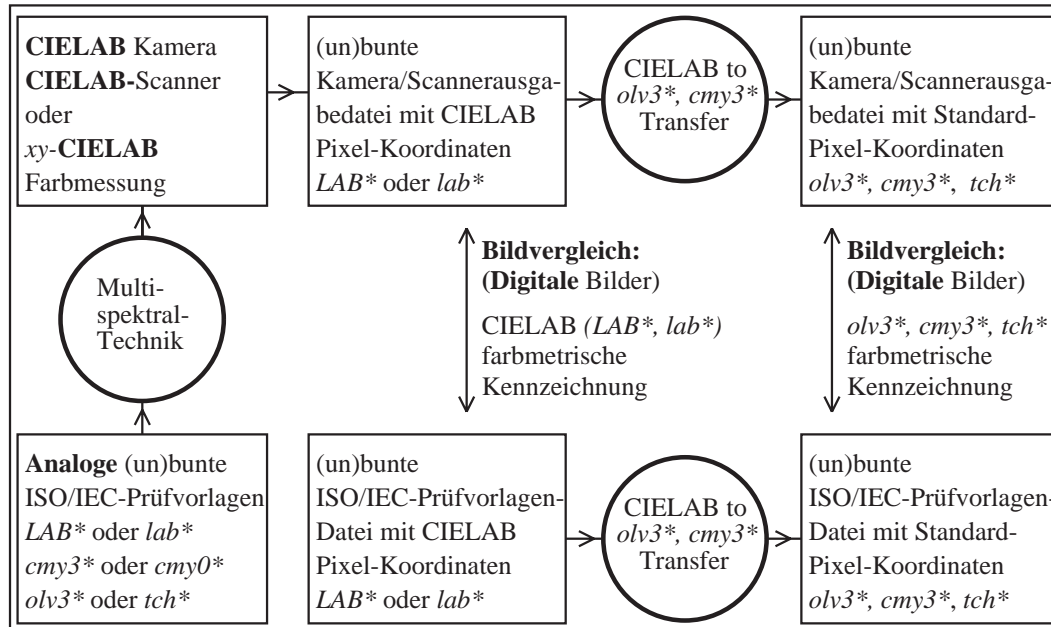 CIELAB Kamera
CIELAB-Scanner
oder
xy-CIELAB
Farbmessung
(un)bunte
Kamera/Scannerausga-
bedatei mit CIELAB
Pixel-Koordinaten
LAB* oder lab*
CIELAB to
olv3*, cmy3*
Transfer
(un)bunte
Kamera/Scannerausga-
bedatei mit Standard-
Pixel-Koordinaten
olv3*, cmy3*, tch*
Multi-
spektral-
Technik
Bildvergleich:
(Digitale Bilder)
CIELAB (LAB*, lab*)
farbmetrische
Kennzeichnung
Bildvergleich:
(Digitale Bilder)
olv3*, cmy3*, tch*
farbmetrische
Kennzeichnung
Analoge (un)bunte
ISO/IEC-Prüfvorlagen
LAB* oder lab*
cmy3* oder cmy0*
olv3* oder tch*
(un)bunte
ISO/IEC-Prüfvorlagen-
Datei mit CIELAB
Pixel-Koordinaten
LAB* oder lab*
CIELAB to
olv3*, cmy3*
Transfer
(un)bunte
ISO/IEC-Prüfvorlagen-
Datei mit Standard-
Pixel-Koordinaten
olv3*, cmy3*, tch*